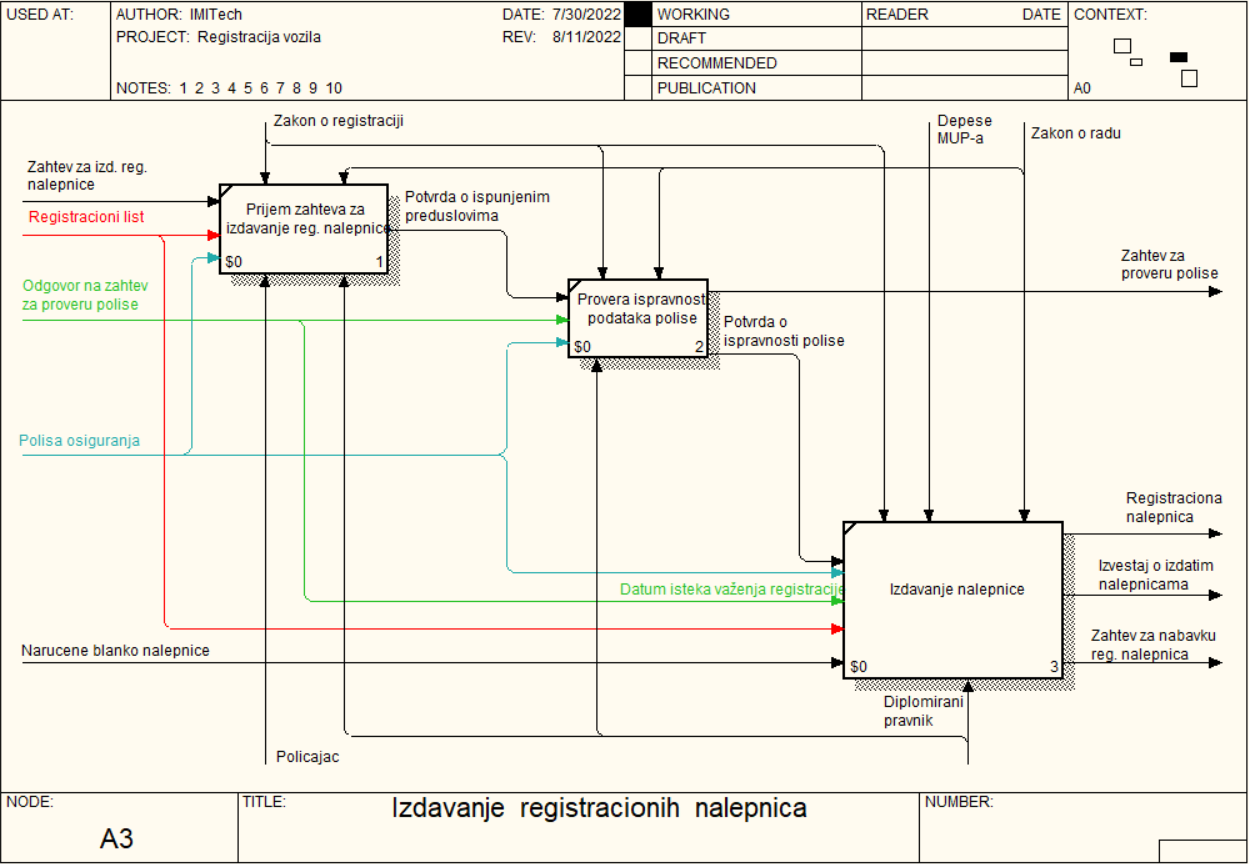 USED AT:
AUTHOR: IMITech
DATE: 7/30/2022
PROJECT: Registracija vozila
REV: 8/11/2022
NOTES: 1 2 3 4 5 6 7 8 9 10
WORKING
DRAFT
RECOMMENDED
PUBLICATION
READER
DATE
CONTEXT:
A0
Zakon o registraciji
Depese
MUP-a
Zakon o radu
Zahtev za izd. reg.
nalepnice
Registracioni list
Prijem zahteva za
izdavanje reg. nalepnice
$0
1
Potvrda o ispunjenim
preduslovima
Odgovor na zahtev
za proveru polise
Provera ispravnost
podataka polise
$0
2
Zahtev za
proveru polise
Potvrda o
ispravnosti polise
Polisa osiguranja
Datum isteka važenja registracije
Izdavanje nalepnice
$0
3
Registraciona
nalepnica
Izvestaj o izdatim
nalepnicama
Zahtev za nabavku
reg. nalepnica
Narucene blanko nalepnice
Diplomirani
pravnik
Policajac
NODE:
A3
TITLE:
Izdavanje registracionih nalepnica
NUMBER: